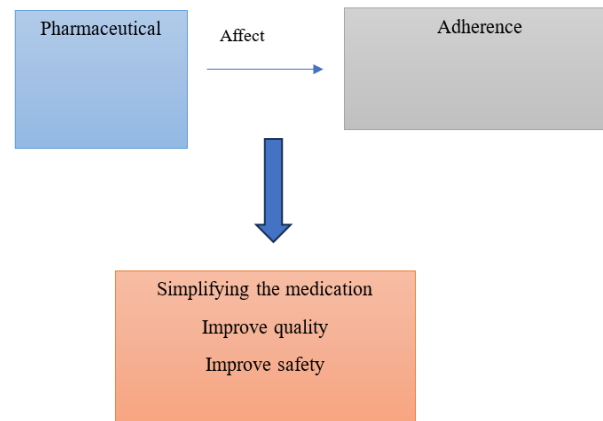 Pharmaceutical
Affect
Adherence
Simplifying the medication
Improve quality
Improve safety